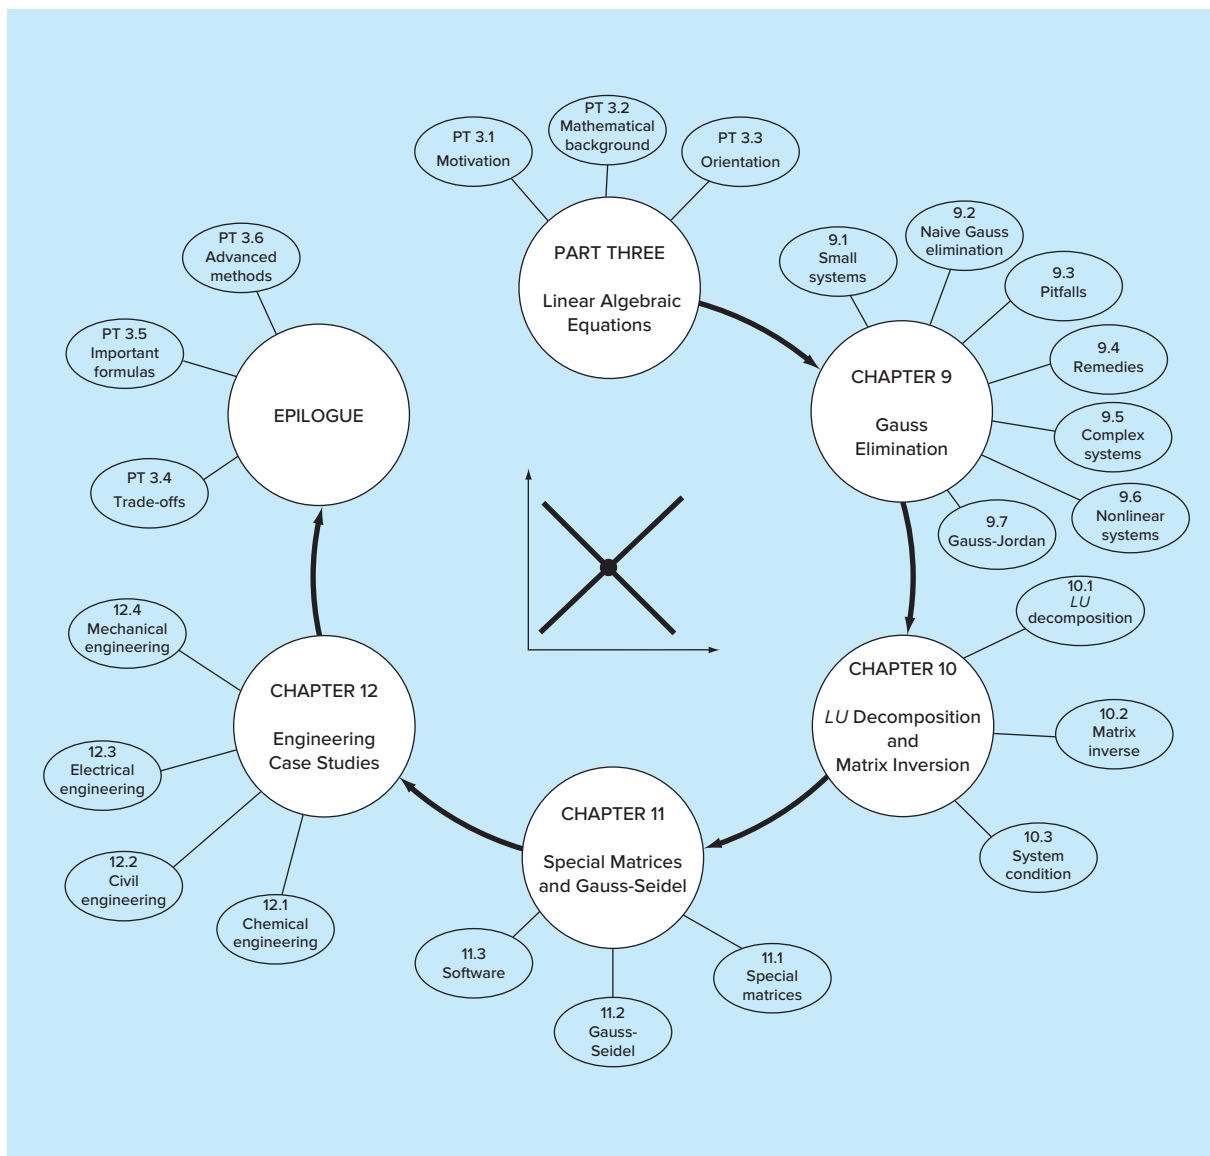 PT 3.1
Motivation
PT 3.2
Mathematical
background
PT 3.3
Orientation
PART THREE
Linear Algebraic
Equations
9.1
Small
systems
9.2
Naive Gauss
elimination
9.3
Pitfalls
9.4
Remedies
9.5
Complex
systems
9.6
Nonlinear
systems
9.7
Gauss-Jordan
CHAPTER 9
Gauss
Elimination
10.1
LU
decomposition
10.2
Matrix
inverse
10.3
System
condition
CHAPTER 10
LU Decomposition
and
Matrix Inversion
CHAPTER 11
Special Matrices
and Gauss-Seidel
11.1
Special
matrices
11.2
Gauss-
Seidel
11.3
Software
CHAPTER 12
Engineering
Case Studies
12.1
Chemical
engineering
12.2
Civil
engineering
12.3
Electrical
engineering
12.4
Mechanical
engineering
EPILOGUE
PT 3.4
Trade-offs
PT 3.5
Important
formulas
PT 3.6
Advanced
methods